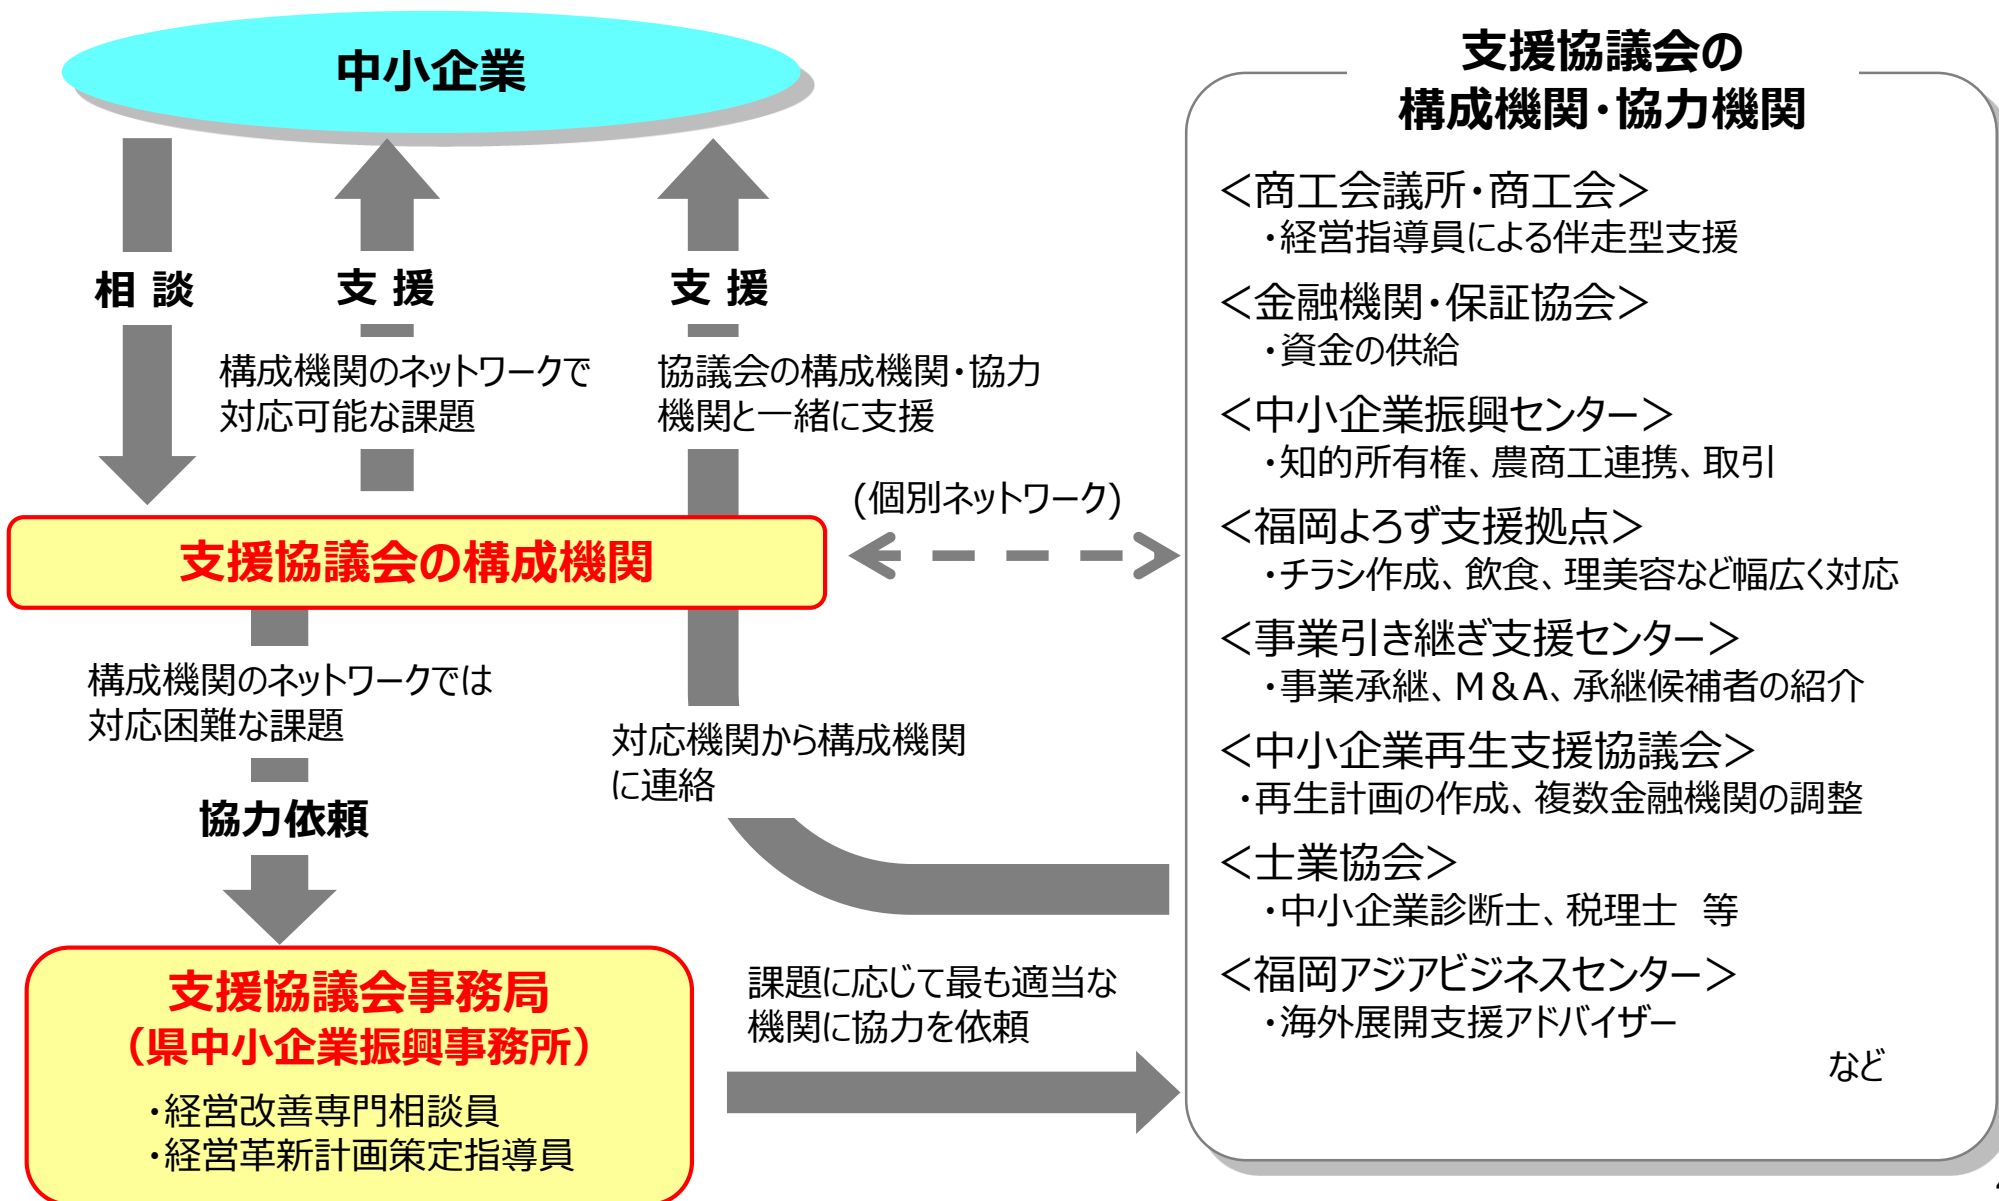 中小企業
相 談
支 援
構成機関のネットワークで
対応可能な課題
支 援
協議会の構成機関・協力
機関と一緒に支援
(個別ネットワーク)
支援協議会の構成機関
構成機関のネットワークでは
対応困難な課題
協力依頼
対応機関から構成機関
に連絡
支援協議会事務局
（県中小企業振興事務所）
・経営改善専門相談員
・経営革新計画策定指導員
課題に応じて最も適当な
機関に協力を依頼
支援協議会の
構成機関・協力機関
＜商工会議所・商工会＞
・経営指導員による伴走型支援
＜金融機関・保証協会＞
・資金の供給
＜中小企業振興センター＞
・知的所有権、農商工連携、取引
＜福岡よろず支援拠点＞
・チラシ作成、飲食、理美容など幅広く対応
＜事業引き継ぎ支援センター＞
・事業承継、M＆A、承継候補者の紹介
＜中小企業再生支援協議会＞
・再生計画の作成、複数金融機関の調整
＜士業協会＞
・中小企業診断士、税理士　等
＜福岡アジアビジネスセンター＞
・海外展開支援アドバイザー
など